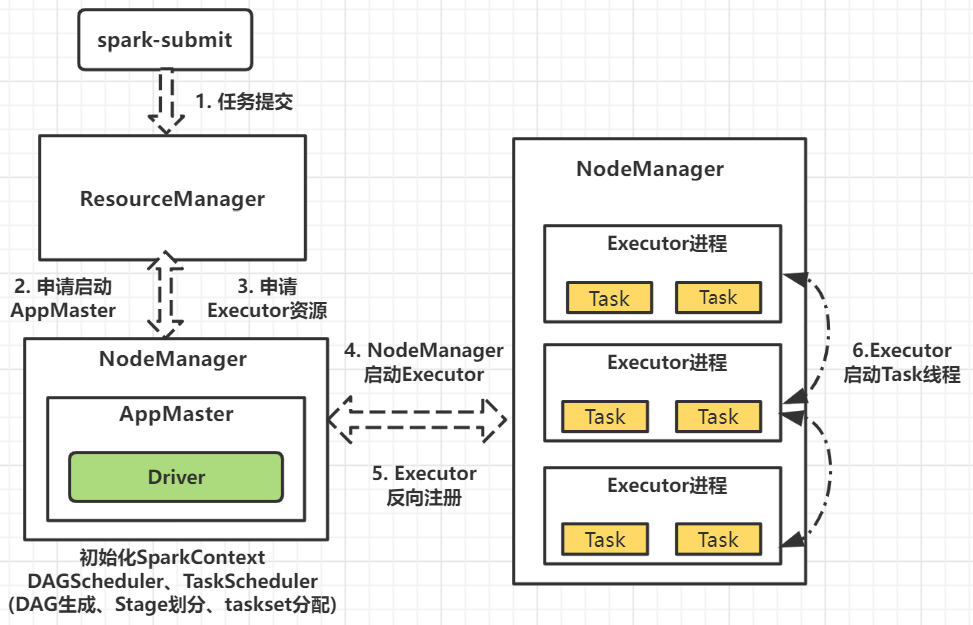 spark-submit
1. 任务提交
ResourceManager
2. 申请启动
AppMaster
3. 申请
Executor资源
NodeManager
AppMaster
Driver
初始化SparkContext
DAGScheduler、TaskScheduler
(DAG生成、Stage划分、taskset分配)
4. NodeManager
启动Executor
5. Executor
反向注册
NodeManager
Executor进程
Task Task
Executor进程
Task Task
Executor进程
Task Task
6.Executor
启动Task线程